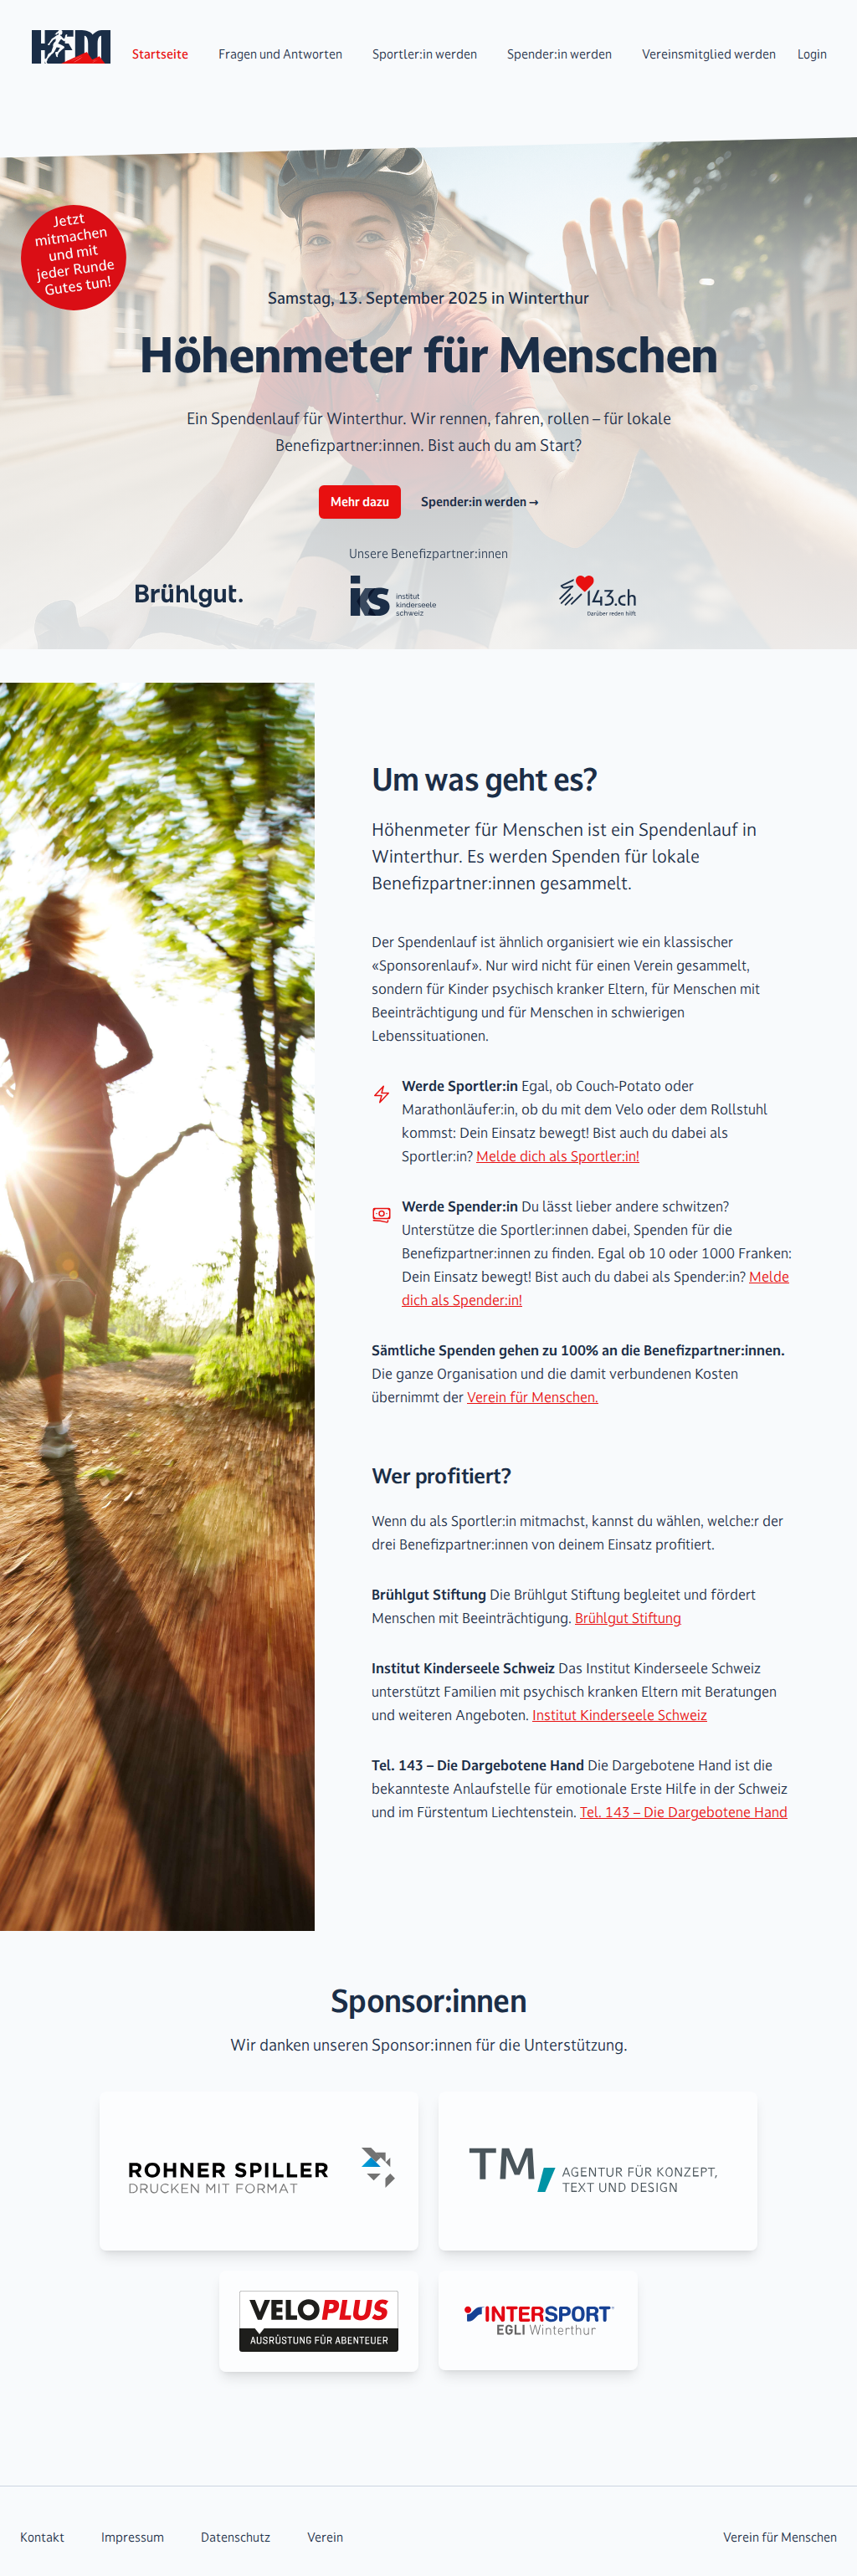 HFM
Startseite
Fragen und Antworten
Sportler:in werden
Spender:in werden
Vereinsmitglied werden
Login
Jetzt
mitmachen
und mit
jeder Runde
Gutes tun!
Samstag, 13. September 2025 in Winterthur
Höhenmeter für Menschen
Ein Spendenlauf für Winterthur. Wir rennen, fahren, rollen – für lokale
Benefizpartner:innen. Bist auch du am Start?
Mehr dazu
Spender:in werden →
Unsere Benefizpartner:innen
Brühlgut.
iks
institut
kinderseele
schweiz
143.ch
Darüber reden hilft
Um was geht es?
Höhenmeter für Menschen ist ein Spendenlauf in
Winterthur. Es werden Spenden für lokale
Benefizpartner:innen gesammelt.
Der Spendenlauf ist ähnlich organisiert wie ein klassischer
«Sponsorenlauf». Nur wird nicht für einen Verein gesammelt,
sondern für Kinder psychisch kranker Eltern, für Menschen mit
Beeinträchtigung und für Menschen in schwierigen
Lebenssituationen.
Werde Sportler:in Egal, ob Couch-Potato oder
Marathonläufer:in, ob du mit dem Velo oder dem Rollstuhl
kommst: Dein Einsatz bewegt! Bist auch du dabei als
Sportler:in? Melde dich als Sportler:in!
Werde Spender:in Du lässt lieber andere schwitzen?
Unterstütze die Sportler:innen dabei, Spenden für die
Benefizpartner:innen zu finden. Egal ob 10 oder 1000 Franken:
Dein Einsatz bewegt! Bist auch du dabei als Spender:in? Melde
dich als Spender:in!
Sämtliche Spenden gehen zu 100% an die Benefizpartner:innen.
Die ganze Organisation und die damit verbundenen Kosten
übernimmt der Verein für Menschen.
Wer profitiert?
Wenn du als Sportler:in mitmachst, kannst du wählen, welche:r der
drei Benefizpartner:innen von deinem Einsatz profitiert.
Brühlgut Stiftung Die Brühlgut Stiftung begleitet und fördert
Menschen mit Beeinträchtigung. Brühlgut Stiftung
Institut Kinderseele Schweiz Das Institut Kinderseele Schweiz
unterstützt Familien mit psychisch kranken Eltern mit Beratungen
und weiteren Angeboten. Institut Kinderseele Schweiz
Tel. 143 – Die Dargebotene Hand Die Dargebotene Hand ist die
bekannteste Anlaufstelle für emotionale Erste Hilfe in der Schweiz
und im Fürstentum Liechtenstein. Tel. 143 – Die Dargebotene Hand
Sponsor:innen
Wir danken unseren Sponsor:innen für die Unterstützung.
ROHNER SPILLER
DRUCKEN MIT FORMAT
TM,
AGENTUR FÜR KONZEPT,
TEXT UND DESIGN
VELOPLUS
AUSRÜSTUNG FÜR ABENTEUER
INTERSPORT
EGLI Winterthur
Kontakt
Impressum
Datenschutz
Verein
Verein für Menschen